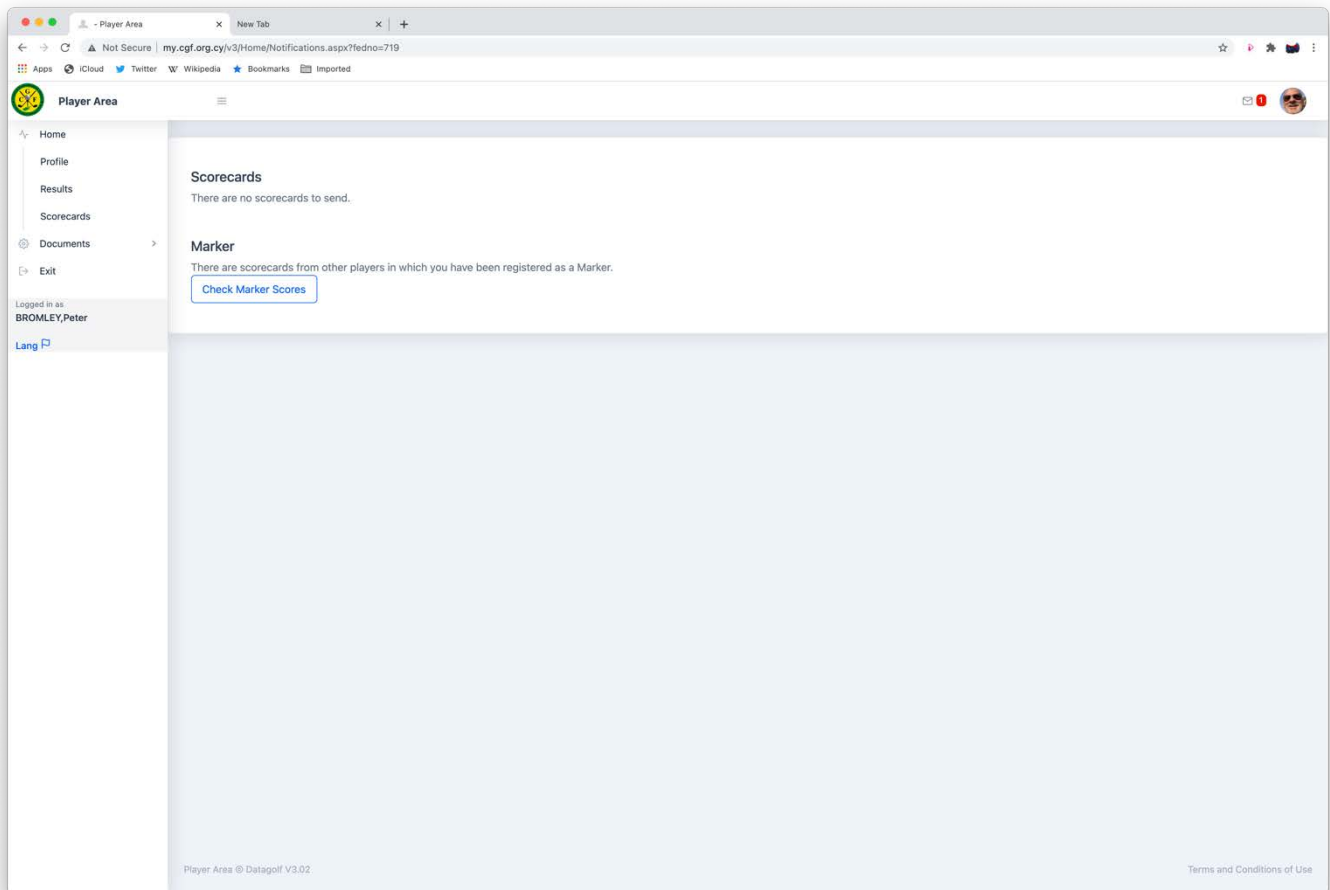 - Player Area
New Tab
Not Secure | my.cgf.org.cy/v3/Home/Notifications.aspx?fedno=719
Apps iCloud Twitter W Wikipedia Bookmarks Imported
CGF Player Area 1
Home
Profile
Results
Scorecards
Documents
Exit
Logged in as
BROMLEY,Peter
Lang
Scorecards
There are no scorecards to send.
Marker
There are scorecards from other players in which you have been registered as a Marker.
Check Marker Scores
Player Area © Datagolf V3.02
Terms and Conditions of Use